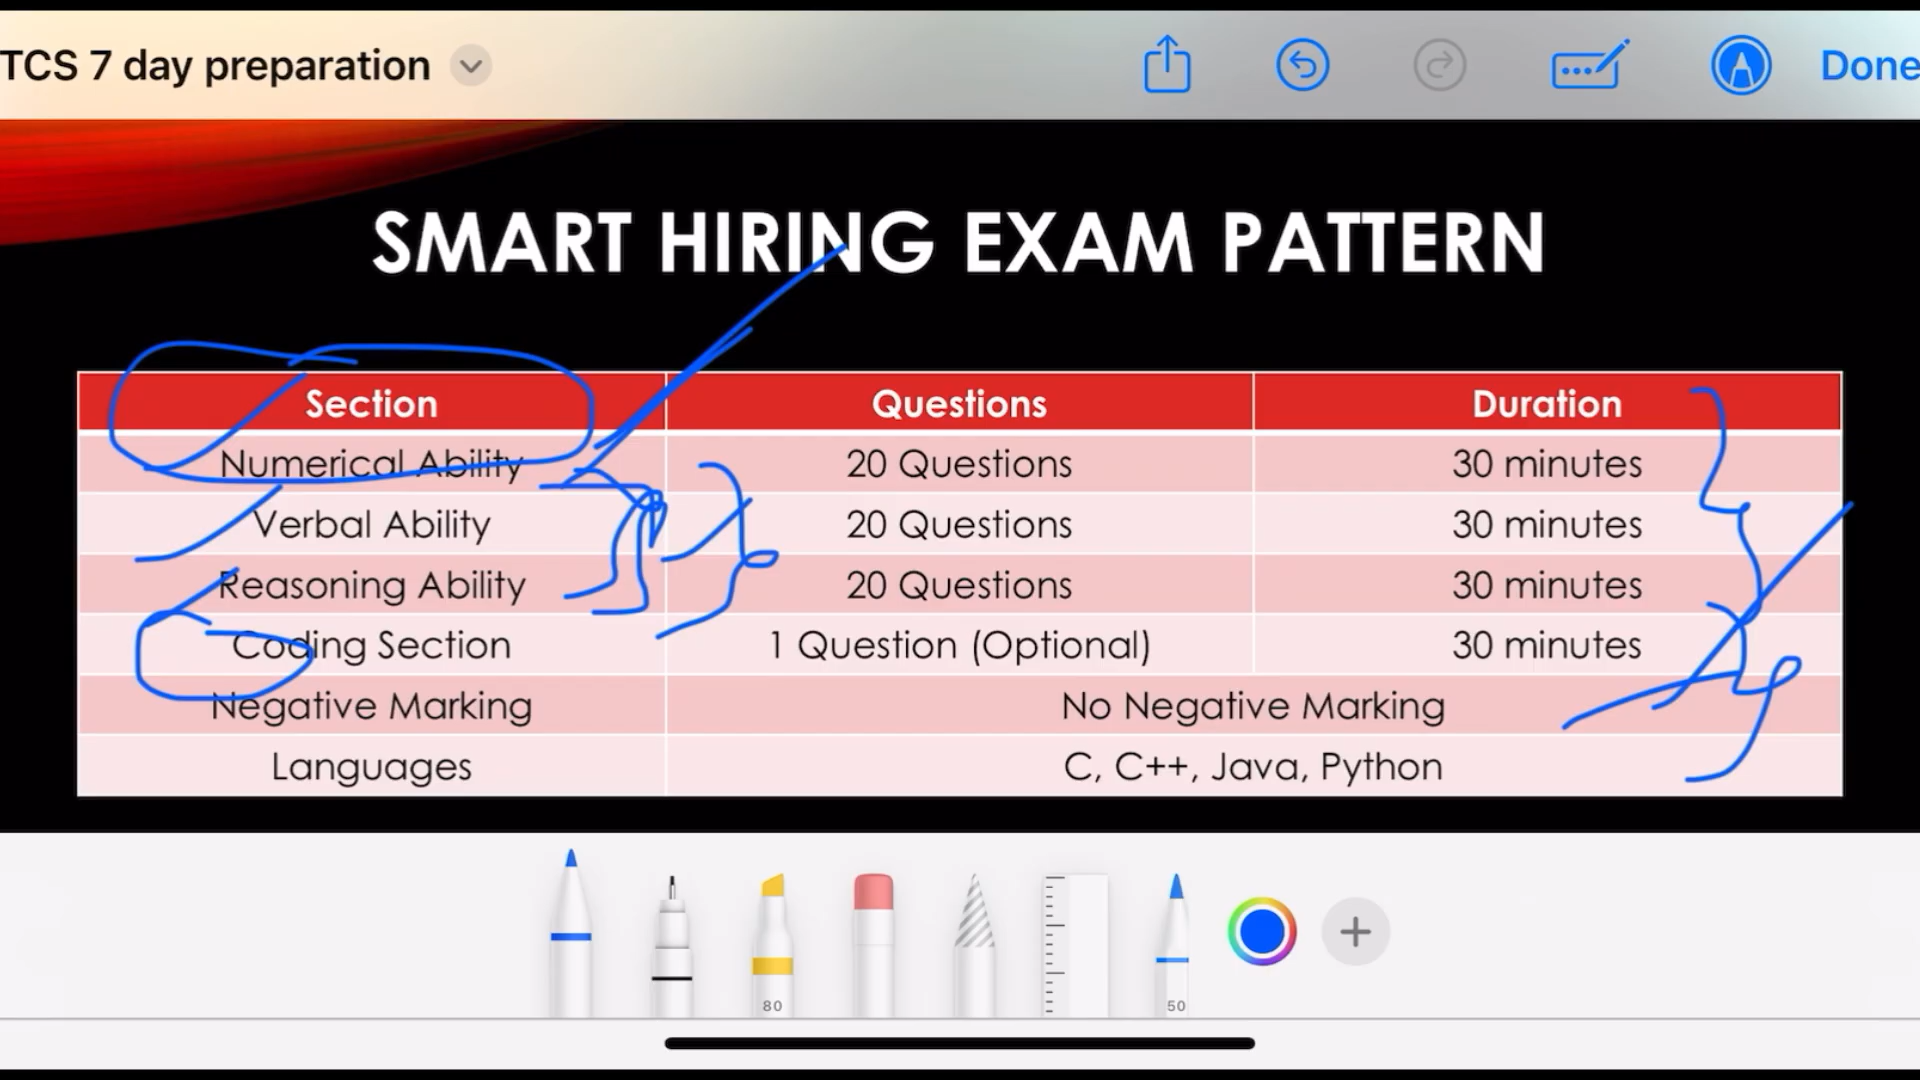 TCS 7 day preparation
Done
SMART HIRING EXAM PATTERN
Section Questions Duration
Numerical Ability 20 Questions 30 minutes
Verbal Ability 20 Questions 30 minutes
Reasoning Ability 20 Questions 30 minutes
Coding Section 1 Question (Optional) 30 minutes
Negative Marking No Negative Marking
Languages C, C++, Java, Python
80 50